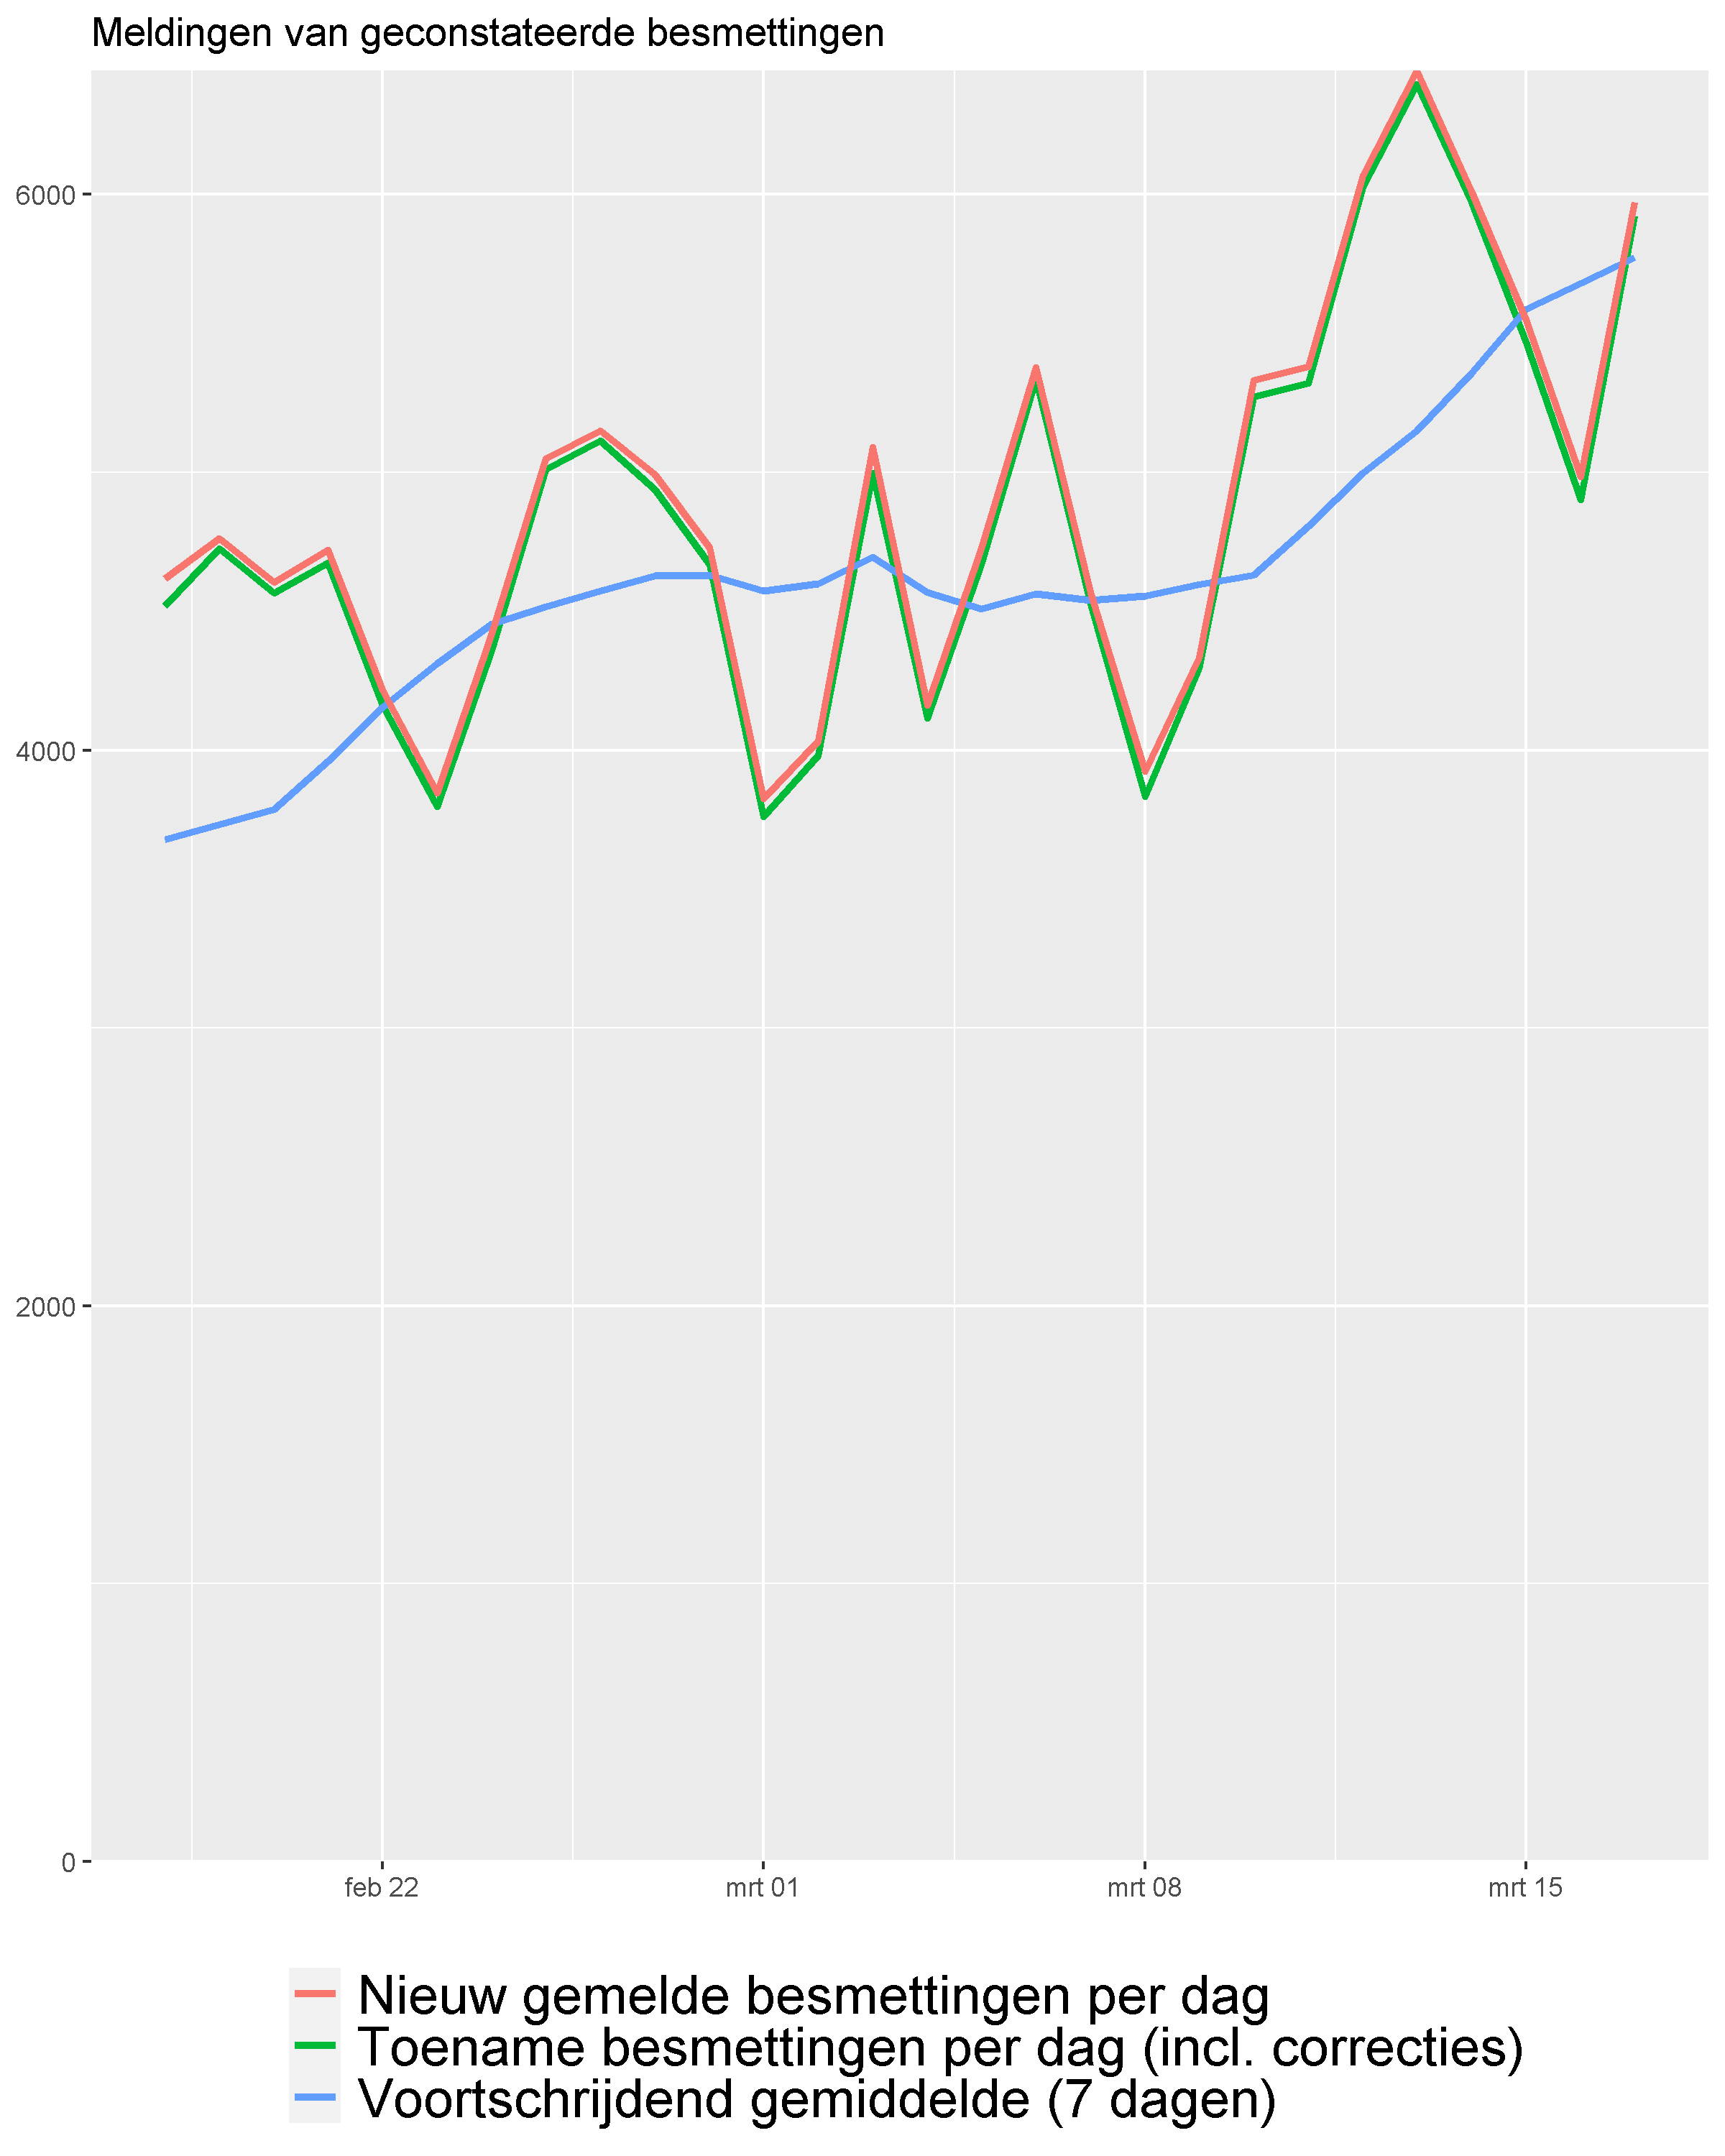 Meldingen van geconstateerde besmettingen
6000
4000
2000
0
feb 22 mrt 01 mrt 08 mrt 15
Nieuw gemelde besmettingen per dag
Toename besmettingen per dag (incl. correcties)
Voortschrijdend gemiddelde (7 dagen)